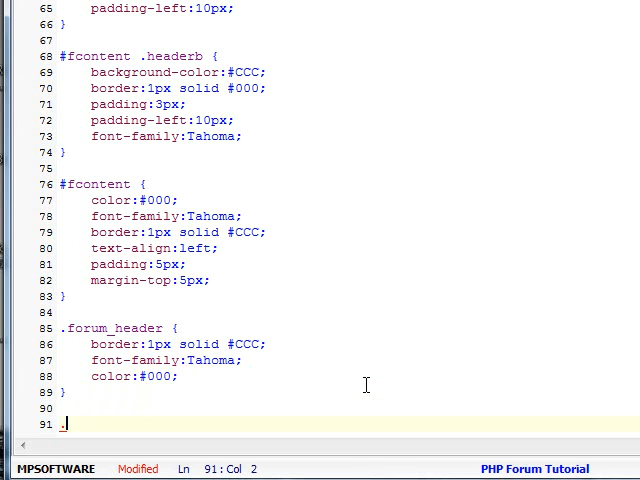 65 padding-left:10px;
66 }
67
68 #fcontent .headerb {
69 background-color:#CCC;
70 border:1px solid #000;
71 padding:3px;
72 padding-left:10px;
73 font-family:Tahoma;
74 }
75
76 #fcontent {
77 color:#000;
78 font-family:Tahoma;
79 border:1px solid #CCC;
80 text-align:left;
81 padding:5px;
82 margin-top:5px;
83 }
84
85 .forum_header {
86 border:1px solid #CCC;
87 font-family:Tahoma;
88 color:#000;
89 }
90
91 .
MPSOFTWARE Modified Ln 91 : Col 2 PHP Forum Tutorial